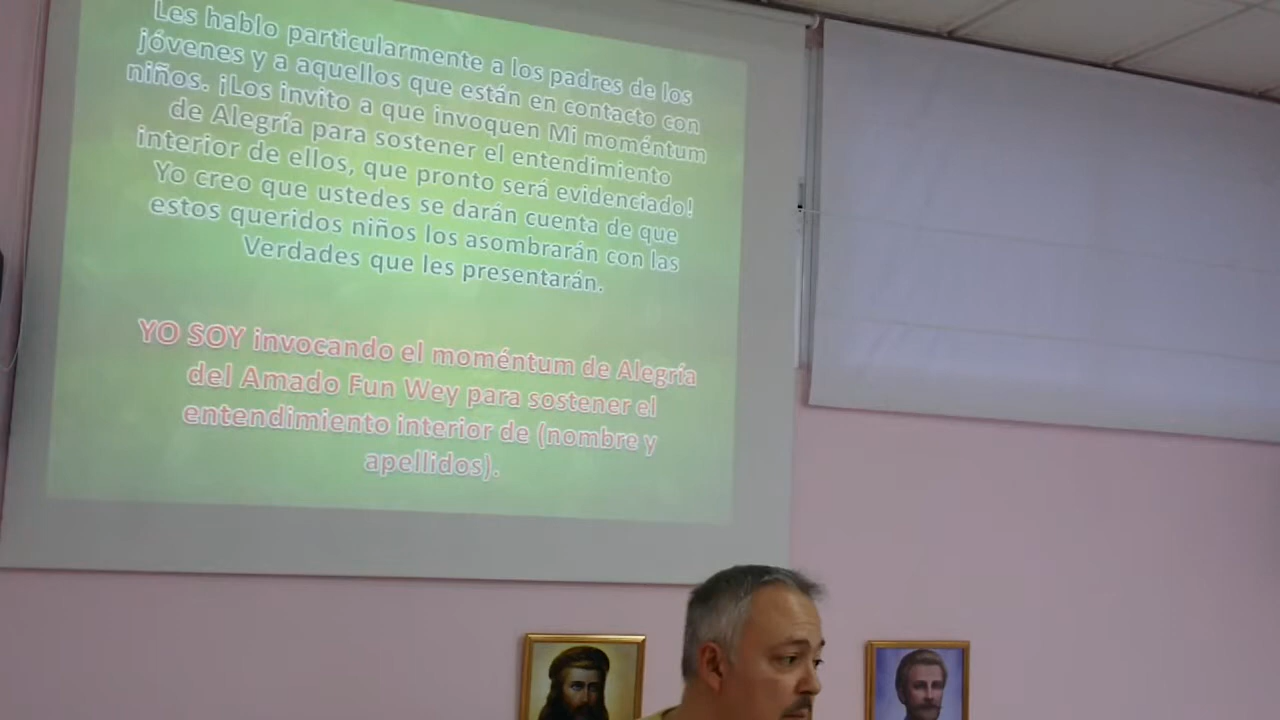 Les hablo particularmente a los padres de los
jóvenes y a aquellos que están en contacto con
niños. ¡Los invito a que invoquen Mi moméntum
de Alegría para sostener el entendimiento
interior de ellos, que pronto será evidenciado!
Yo creo que ustedes se darán cuenta de que
estos queridos niños los asombrarán con las
Verdades que les presentarán.
YO SOY invocando el moméntum de Alegría
del Amado Fun Wey para sostener el
entendimiento interior de (nombre y
apellidos).